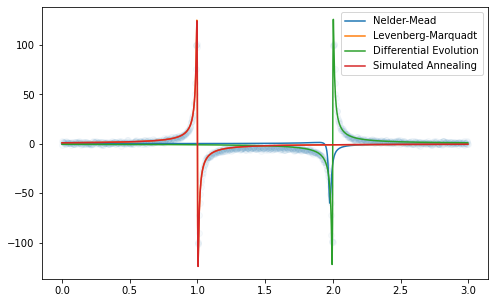 Nelder-Mead
Levenberg-Marquadt
Differential Evolution
Simulated Annealing
100
50
0
−50
−100
0.0 0.5 1.0 1.5 2.0 2.5 3.0